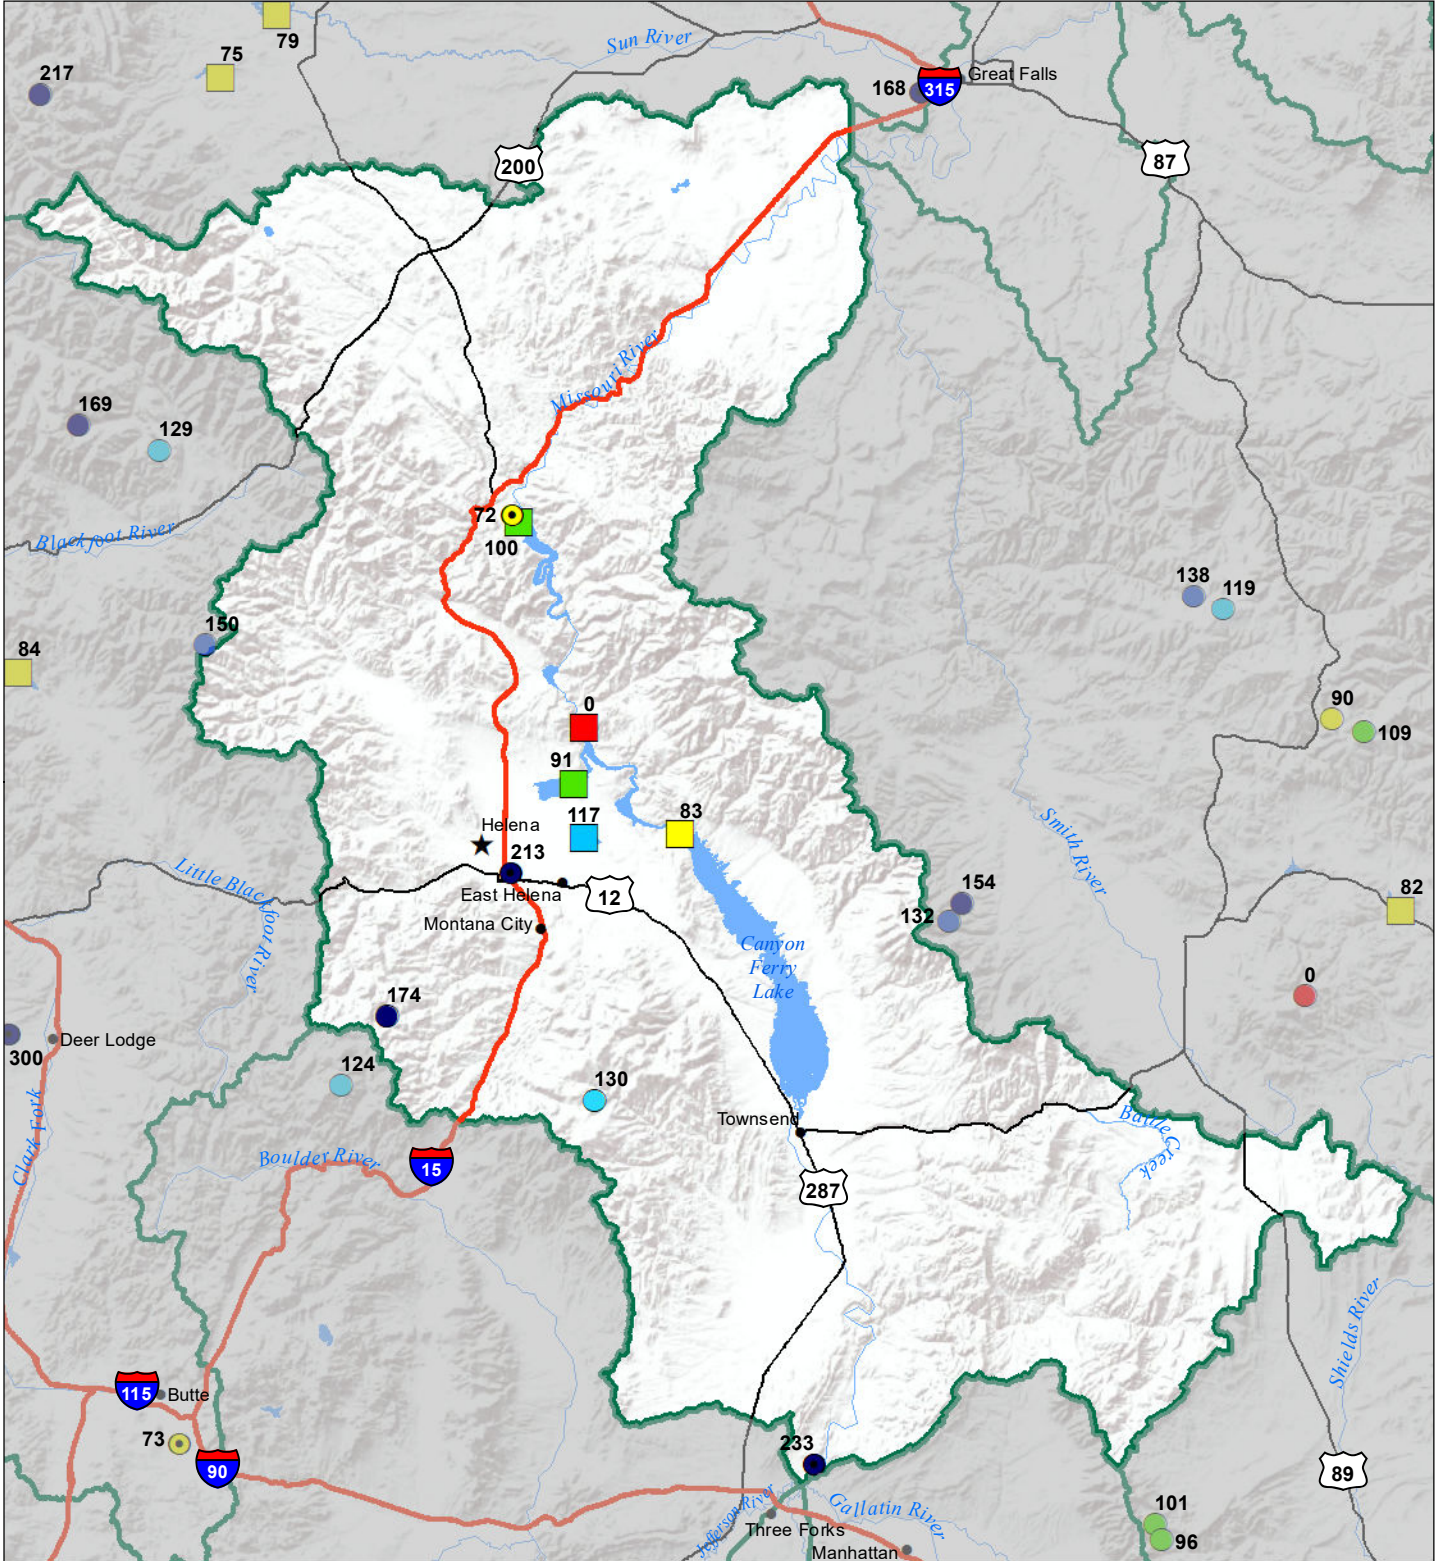 79
Sun River
75
217
Great Falls
168
315
200
87
Missouri River
169
129
72
100
Blackfoot River
138
119
150
84
0
90
109
91
83
117
Helena
213
East Helena
12
Montana City
Smith River
Little Blackfoot River
154
132
82
Canyon
Ferry
Lake
0
174
Deer Lodge
300
124
130
Clark Fork
Townsend
Battle Creek
Boulder River
15
287
Shields River
115
Butte
73
90
233
89
Jefferson River
Gallatin River
101
Three Forks
96
Manhattan